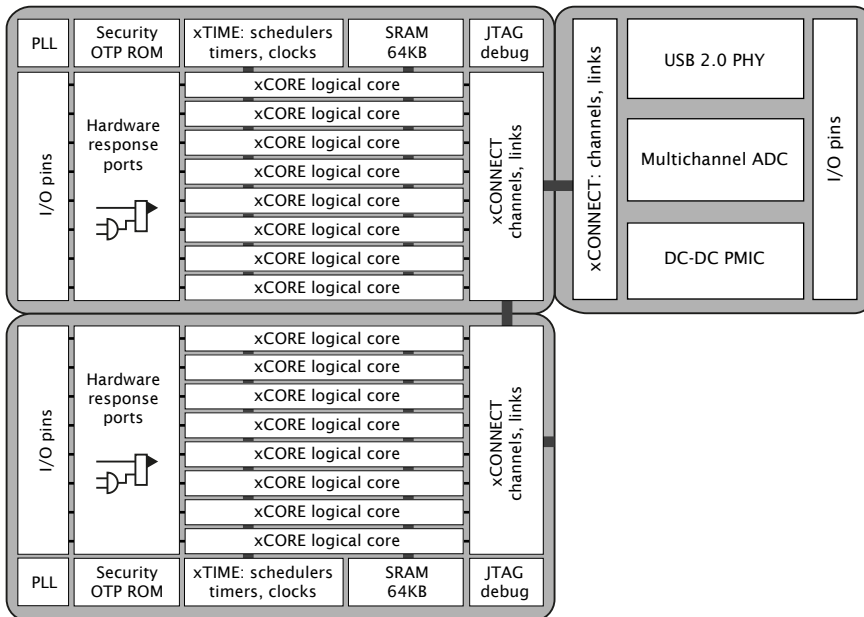 PLL
Security
OTP ROM
xTIME: schedulers
timers, clocks
SRAM
64KB
JTAG
debug
I/O pins
Hardware
response
ports
xCORE logical core
xCORE logical core
xCORE logical core
xCORE logical core
xCORE logical core
xCORE logical core
xCORE logical core
xCORE logical core
xCONNECT
channels, links
xCONNECT: channels, links
USB 2.0 PHY
Multichannel ADC
DC-DC PMIC
I/O pins
I/O pins
Hardware
response
ports
xCORE logical core
xCORE logical core
xCORE logical core
xCORE logical core
xCORE logical core
xCORE logical core
xCORE logical core
xCORE logical core
xCONNECT
channels, links
PLL
Security
OTP ROM
xTIME: schedulers
timers, clocks
SRAM
64KB
JTAG
debug